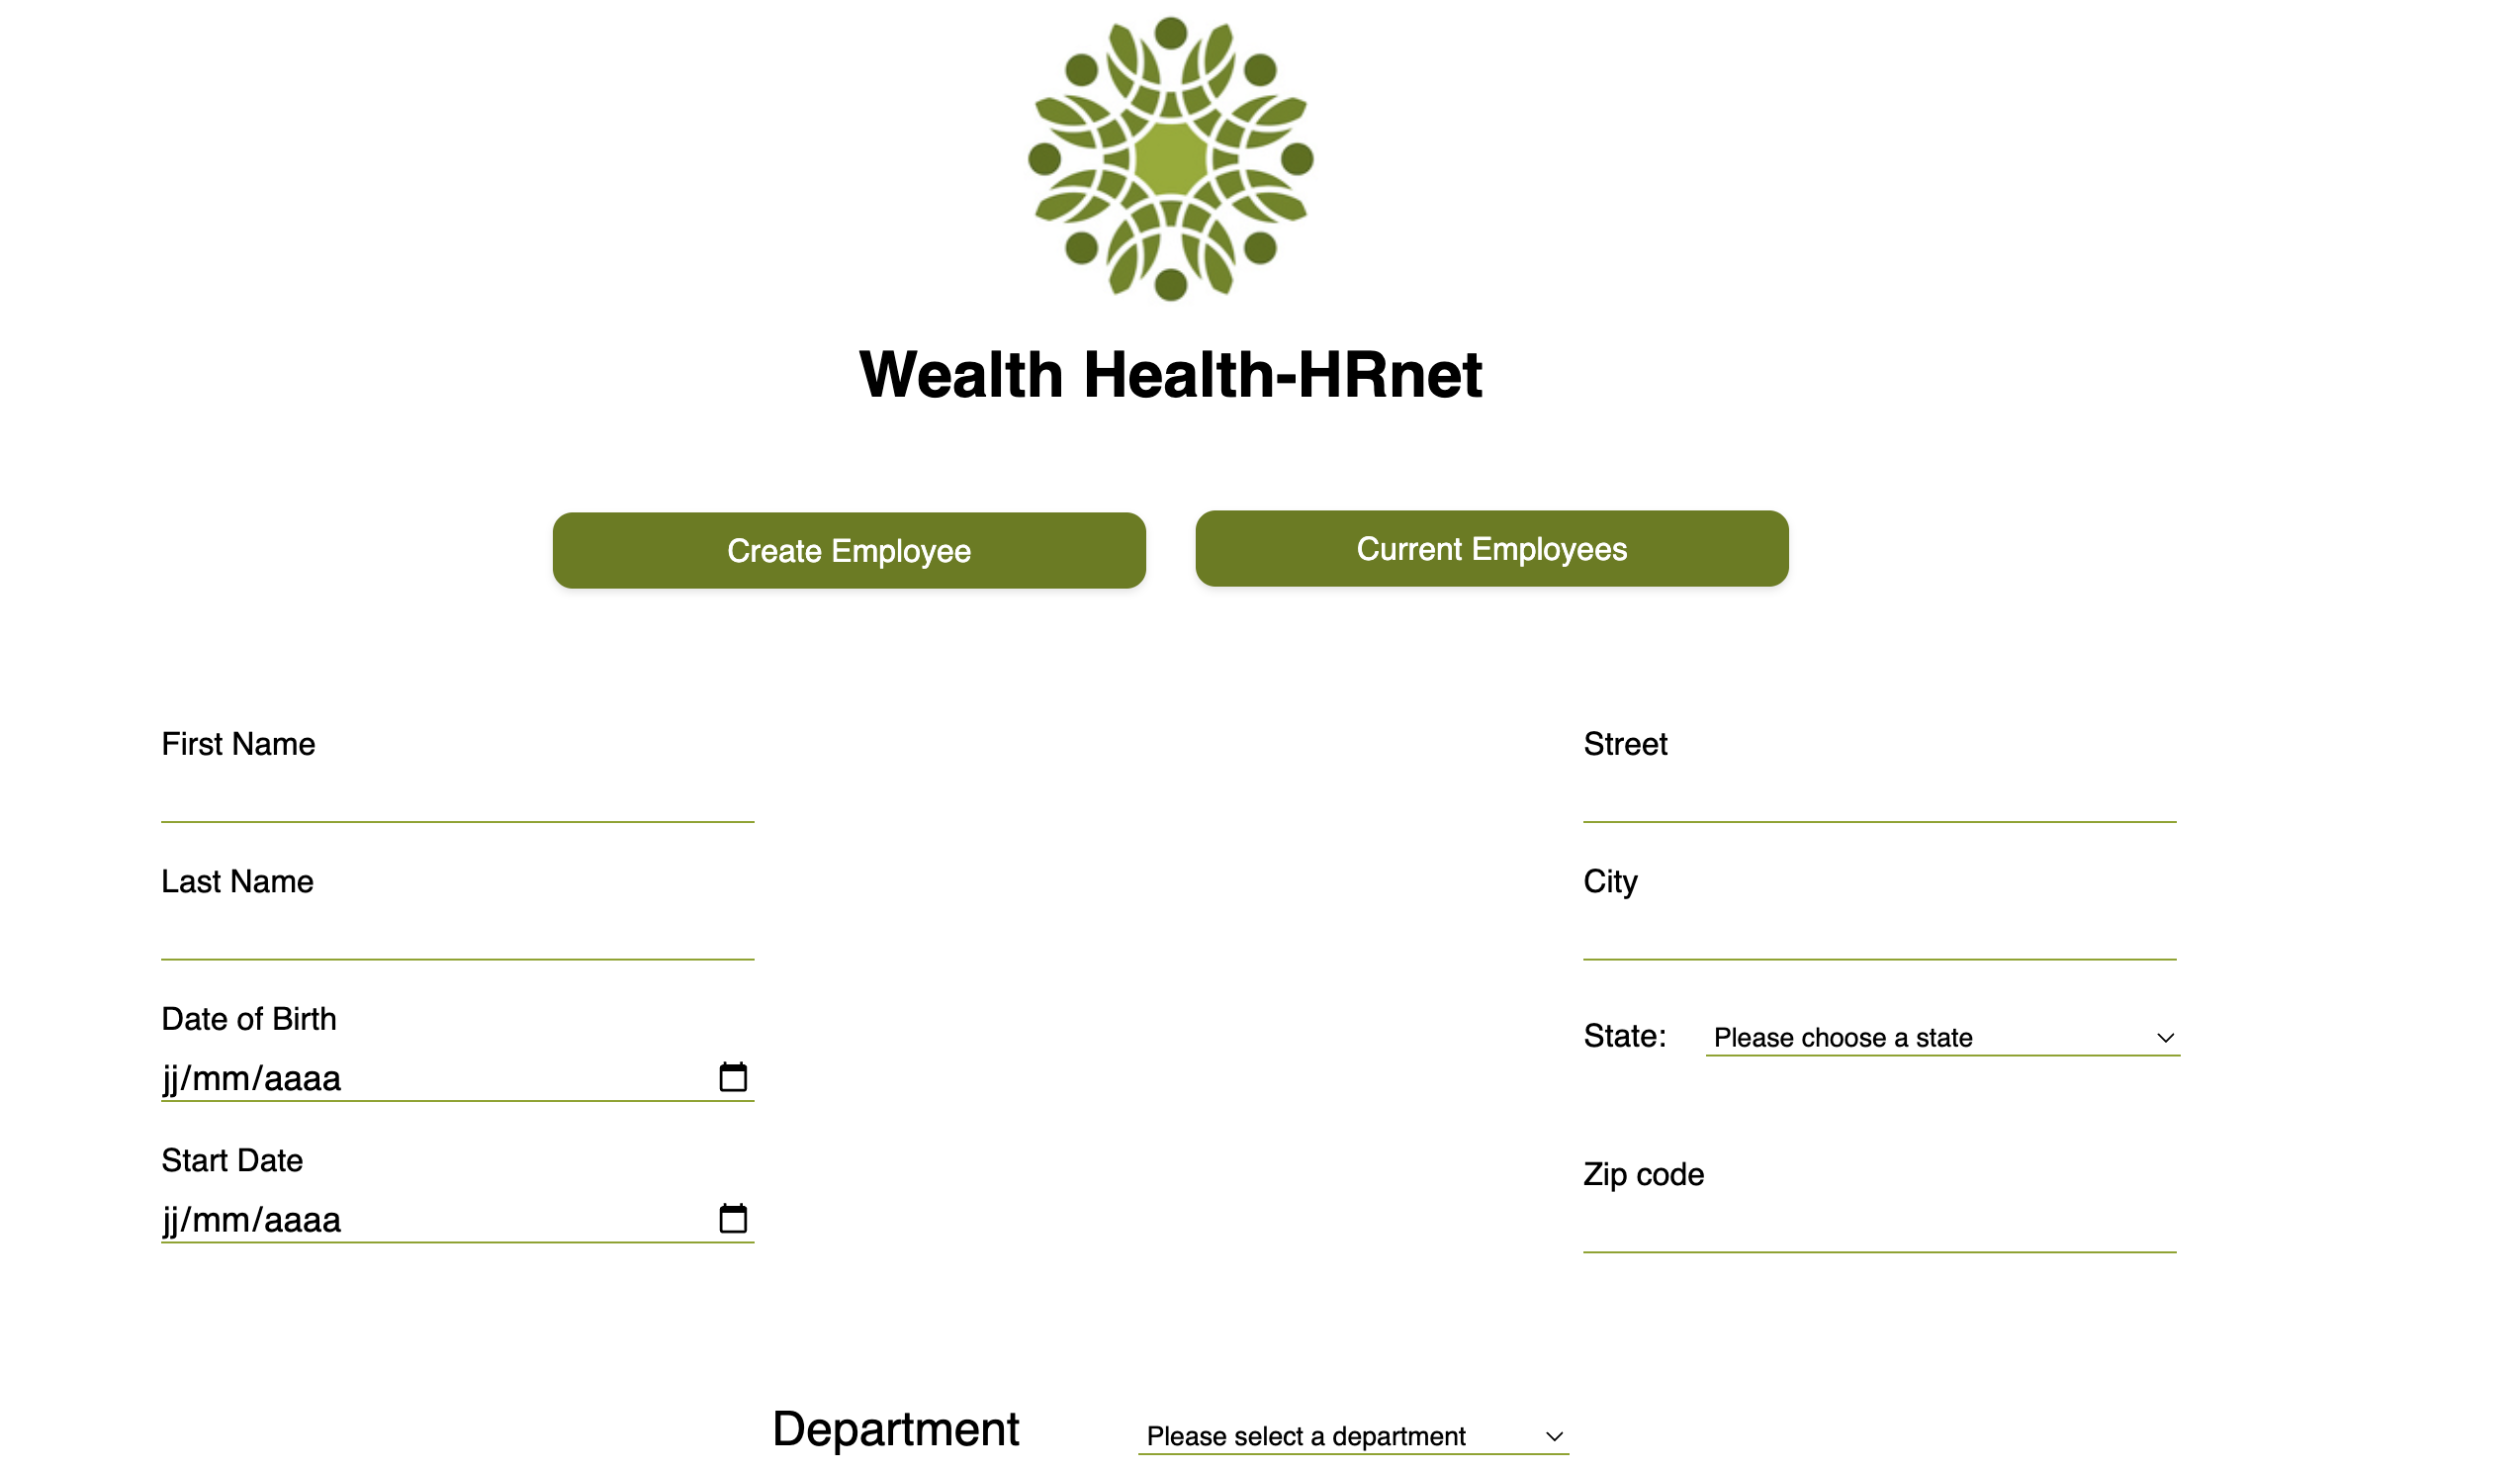 Wealth Health-HRnet
Create Employee
Current Employees
First Name
Last Name
Date of Birth
jj/mm/aaaa
Start Date
jj/mm/aaaa
Street
City
State: Please choose a state
Zip code
Department Please select a department